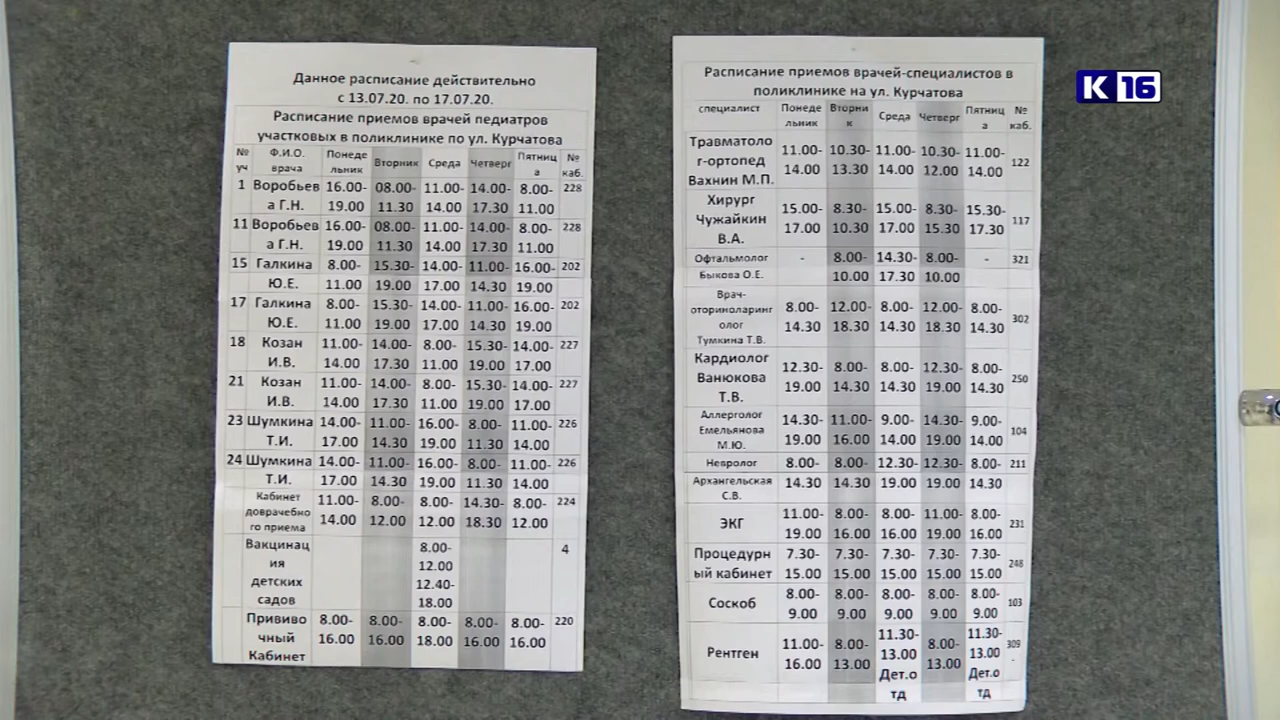 К 16
Данное расписание действительно
с 13.07.20. по 17.07.20.
Расписание приемов врачей педиатров
участковых в поликлинике по ул. Курчатова
№ Ф.И.О. Понеде Вторник Среда Четверг Пятниц №
уч врача льник а каб.
1 Воробьев 16.00- 08.00- 11.00- 14.00- 8.00- 228
а Г.Н. 19.00 11.30 14.00 17.30 11.00
11 Воробьев 16.00- 08.00- 11.00- 14.00- 8.00- 228
а Г.Н. 19.00 11.30 14.00 17.30 11.00
15 Галкина 8.00- 15.30- 14.00- 11.00- 16.00- 202
Ю.Е. 11.00 19.00 17.00 14.30 19.00
17 Галкина 8.00- 15.30- 14.00- 11.00- 16.00- 202
Ю.Е. 11.00 19.00 17.00 14.30 19.00
18 Козан 11.00- 14.00- 8.00- 15.30- 14.00- 227
И.В. 14.00 17.30 11.00 19.00 17.00
21 Козан 11.00- 14.00- 8.00- 15.30- 14.00- 227
И.В. 14.00 17.30 11.00 19.00 17.00
23 Шумкина 14.00- 11.00- 16.00- 8.00- 11.00- 226
Т.И. 17.00 14.30 19.00 11.30 14.00
24 Шумкина 14.00- 11.00- 16.00- 8.00- 11.00- 226
Т.И. 17.00 14.30 19.00 11.30 14.00
Кабинет 11.00- 8.00- 8.00- 14.30- 8.00- 224
доврачебно
го приема 14.00 12.00 12.00 18.30 12.00
Вакцинац 8.00- 4
ия 12.00
детских 12.40-
садов 18.00
Прививо 8.00- 8.00- 8.00- 8.00- 8.00- 220
чный 16.00 16.00 18.00 16.00 16.00
Кабинет
Расписание приемов врачей-специалистов в
поликлинике на ул. Курчатова
специалист Понеде Вторни Среда Четверг Пятниц №
льник к а каб.
Травматоло 11.00- 10.30- 11.00- 10.30- 11.00- 122
г-ортопед 14.00 13.30 14.00 12.00 14.00
Вахнин М.П.
Хирург 15.00- 8.30- 15.00- 8.30- 15.30- 117
Чужайкин 17.00 10.30 17.00 15.30 17.30
В.А.
Офтальмолог - 8.00- 14.30- 8.00- - 321
Быкова О.Е. 10.00 17.30 10.00
Врач-
оториноларинг 8.00- 12.00- 8.00- 12.00- 8.00- 302
олог 14.30 18.30 14.30 18.30 14.30
Тумкина Т.В.
Кардиолог 12.30- 8.00- 8.00- 12.30- 8.00- 250
Ванюкова 19.00 14.30 14.30 19.00 14.30
Т.В.
Аллерголог 14.30- 11.00- 9.00- 14.30- 9.00- 104
Емельянова 19.00 16.00 14.00 19.00 14.00
М.Ю.
Невролог 8.00- 8.00- 12.30- 12.30- 8.00- 211
Архангельская 14.30 14.30 19.00 19.00 14.30
С.В.
ЭКГ 11.00- 8.00- 8.00- 11.00- 8.00- 231
19.00 16.00 16.00 19.00 16.00
Процедурн 7.30- 7.30- 7.30- 7.30- 7.30- 248
ый кабинет 15.00 15.00 15.00 15.00 15.00
Соскоб 8.00- 8.00- 8.00- 8.00- 8.00- 103
9.00 9.00 9.00 9.00 9.00
Рентген 11.00- 8.00- 11.30- 8.00- 11.30- 309
16.00 13.00 13.00 13.00 13.00 -
Дет.о Дет.о
тд тд